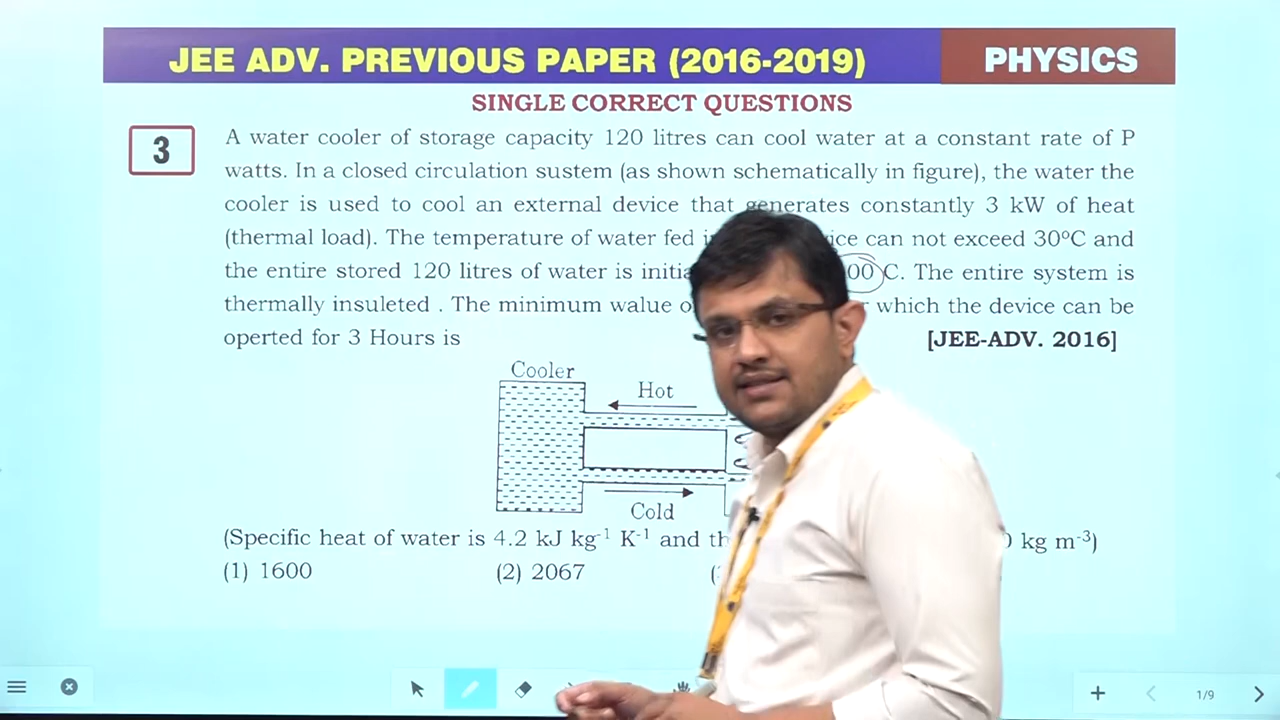 JEE ADV. PREVIOUS PAPER (2016-2019) PHYSICS
SINGLE CORRECT QUESTIONS
3
A water cooler of storage capacity 120 litres can cool water at a constant rate of P
watts. In a closed circulation sustem (as shown schematically in figure), the water the
cooler is used to cool an external device that generates constantly 3 kW of heat
(thermal load). The temperature of water fed can not exceed 30ºC and
the entire stored 120 litres of water is 00 C. The entire system is
thermally insuleted . The minimum value which the device can be
operted for 3 Hours is [JEE-ADV. 2016]
Cooler
Hot
Cold
(Specific heat of water is 4.2 kJ kg-1 K-1 and kg m-3)
(1) 1600 (2) 2067
1/9